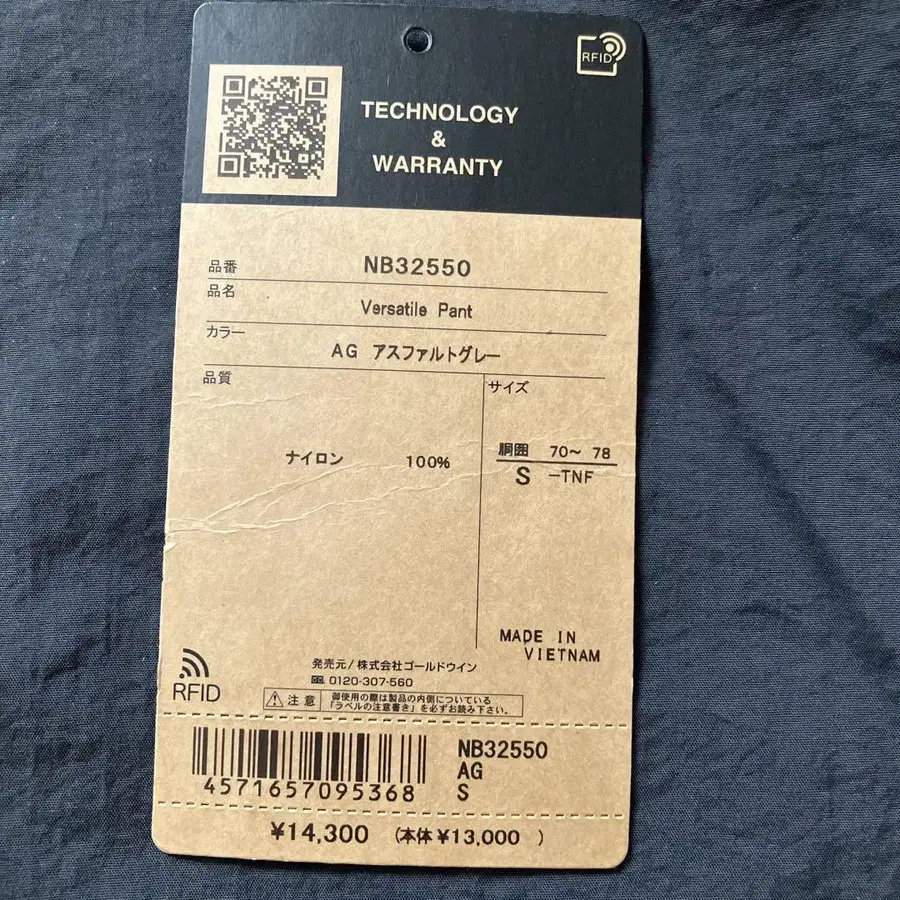 RFID
TECHNOLOGY
&
WARRANTY
品番 NB32550
品名
Versatile Pant
カラー
AG アスファルトグレー
品質
サイズ
ナイロン 100%
胴囲 70〜 78
S -TNF
MADE IN
VIETNAM
RFID
発売元/株式会社ゴールドウイン
0120-307-560
注意
御使用の際は製品の内側についている
「ラベルの注意書き」を必ずお読み下さい。
4571657095368
NB32550
AG
S
¥14,300 (本体¥13,000 )